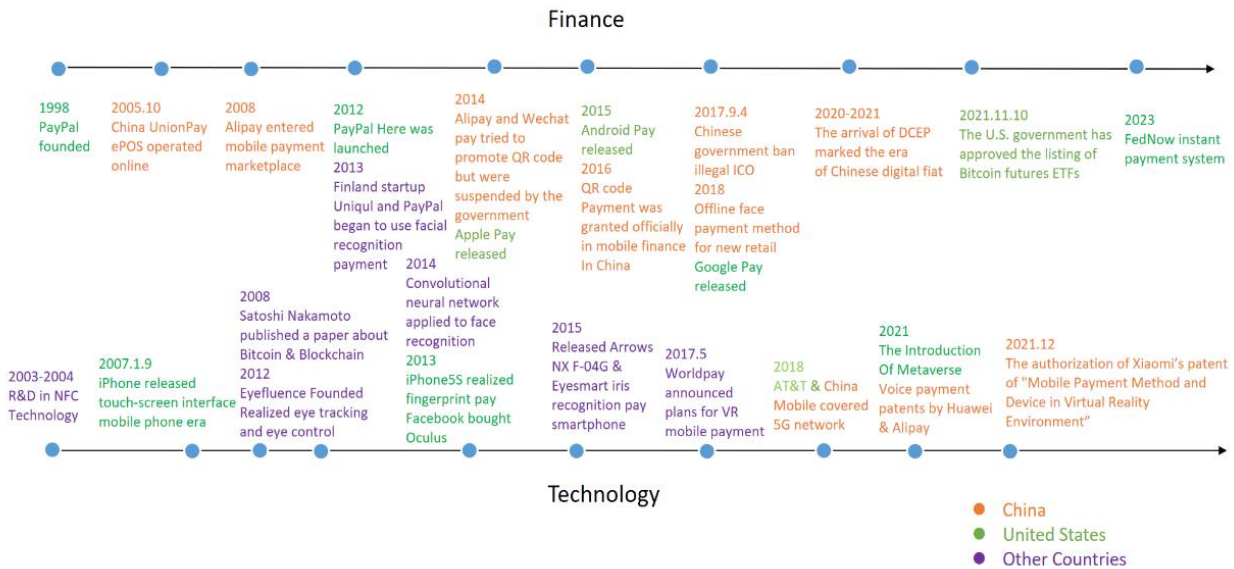 Finance
1998
PayPal
founded
2005.10
China UnionPay
ePOS operated
online
2008
Alipay entered
mobile payment
marketplace
2012
PayPal Here was
launched
2013
Finland startup
Uniqul and PayPal
began to use facial
recognition
payment
2014
Alipay and Wechat
pay tried to
promote QR code
but were
suspended by the
government
Apple Pay
released
2015
Android Pay
released
2016
QR code
Payment was
granted officially
in mobile finance
In China
2017.9.4
Chinese
government ban
illegal ICO
2018
Offline face
payment method
for new retail
Google Pay
released
2020-2021
The arrival of DCEP
marked the era
of Chinese digital fiat
2021.11.10
The U.S. government has
approved the listing of
Bitcoin futures ETFs
2023
FedNow instant
payment system
2003-2004
R&D in NFC
Technology
2007.1.9
iPhone released
touch-screen interface
mobile phone era
2008
Satoshi Nakamoto
published a paper about
Bitcoin & Blockchain
2012
Eyefluence Founded
Realized eye tracking
and eye control
2014
Convolutional
neural network
applied to face
recognition
2013
iPhone5S realized
fingerprint pay
Facebook bought
Oculus
2015
Released Arrows
NX F-04G &
Eyesmart iris
recognition pay
smartphone
2017.5
Worldpay
announced
plans for VR
mobile payment
2018
AT&T & China
Mobile covered
5G network
2021
The Introduction
Of Metaverse
Voice payment
patents by Huawei
& Alipay
2021.12
The authorization of Xiaomi's patent
of "Mobile Payment Method and
Device in Virtual Reality
Environment”
Technology
China
United States
Other Countries